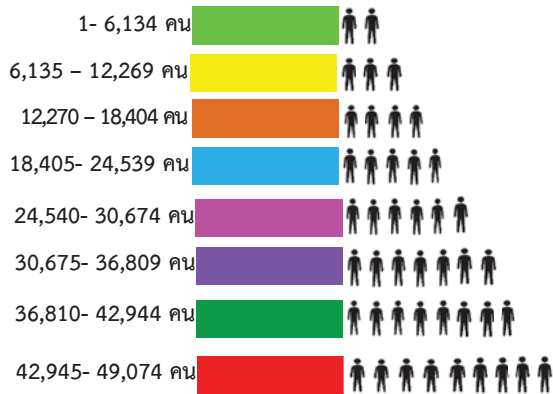 1- 6,134 คน
6,135 – 12,269 คน
12,270 – 18,404 คน
18,405- 24,539 คน
24,540- 30,674 คน
30,675- 36,809 คน
36,810- 42,944 คน
42,945- 49,074 คน